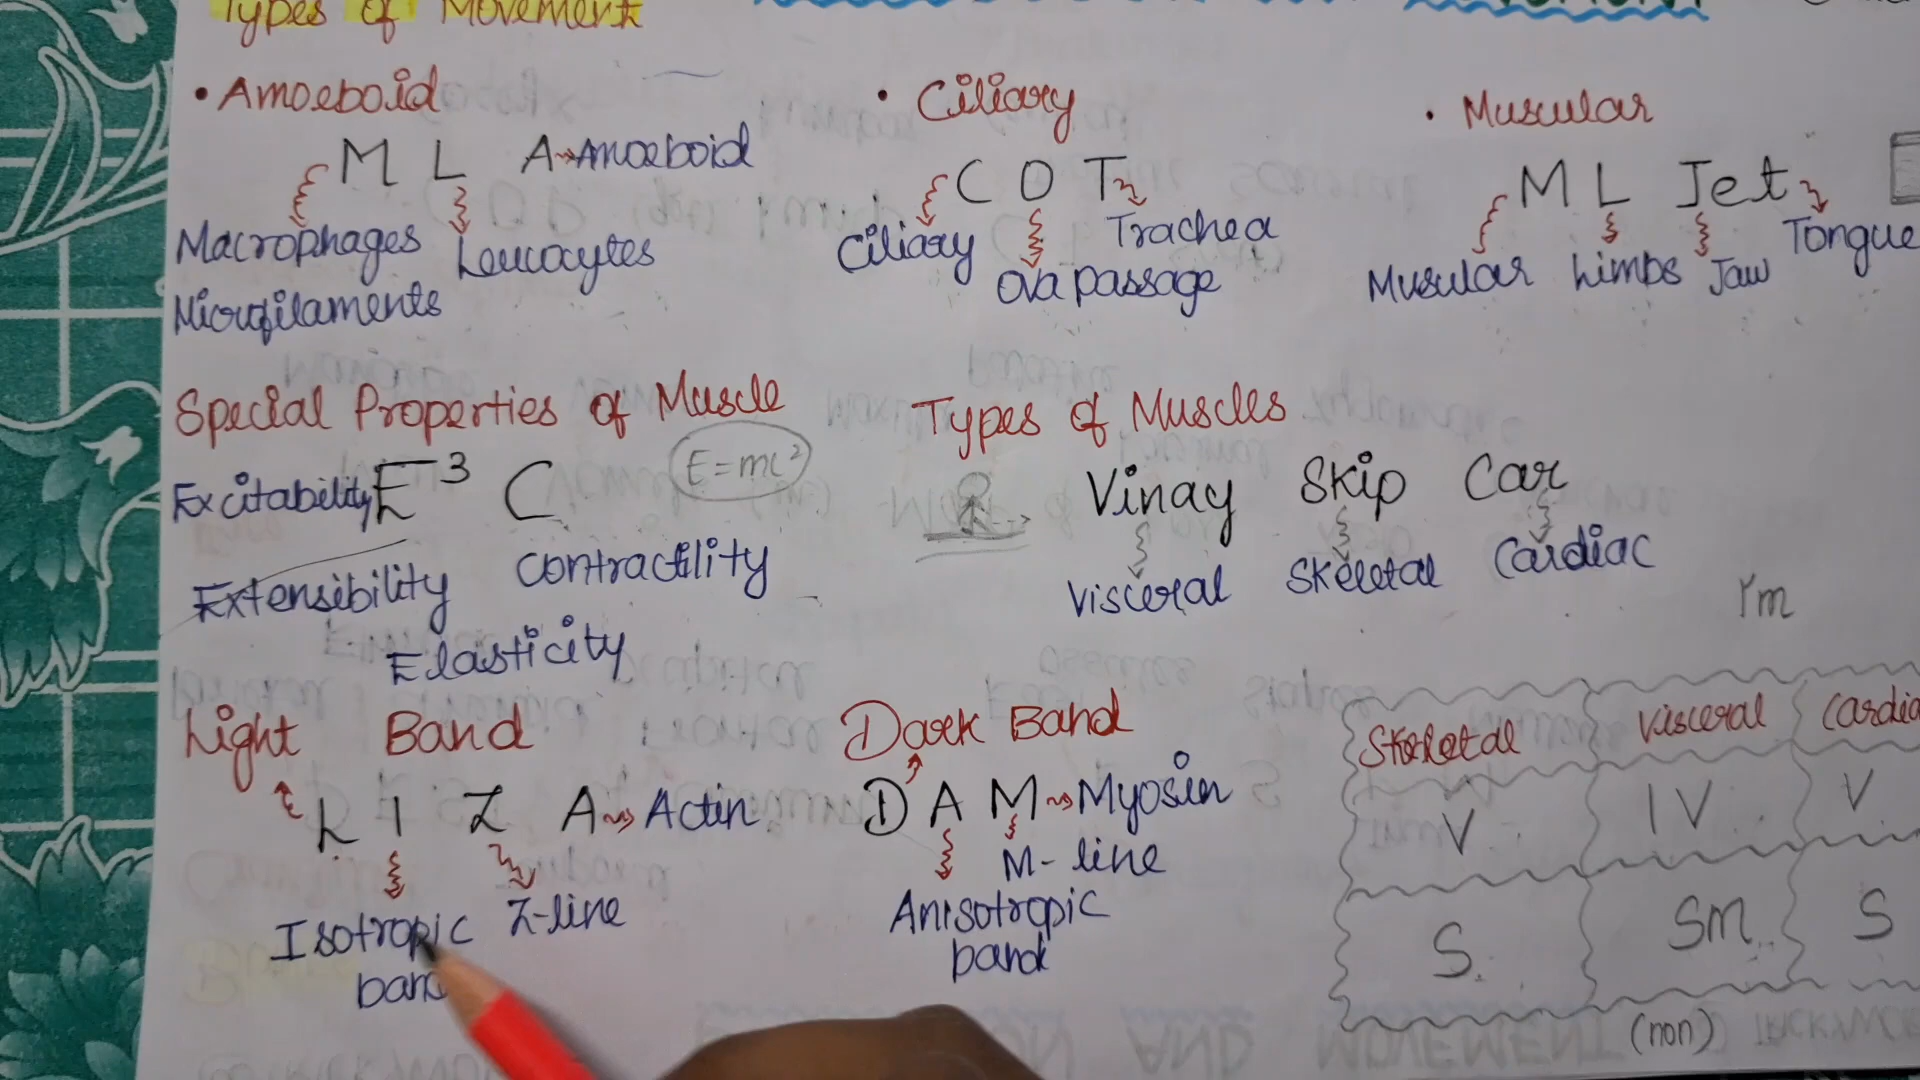 Types of Movement
• Amoeboid
M L A Amoeboid
Macrophages Leucocytes
Microfilaments
• Ciliary
C O T
Ciliary Ova passage Trachea
• Muscular
M L Jet
Muscular Limbs Jaw Tongue
Special Properties of Muscle
E=mc²
Excitability E³ C
Extensibility Contractility
Elasticity
Types of Muscles
Vinay Skip Car
Visceral Skeletal Cardiac
Light Band
L I Z A Actin
Isotropic Z-line
band
Dark Band
D A M Myosin
M-line
Anisotropic
band
Skeletal Visceral Cardia
V IV V
S Sm S
(non)